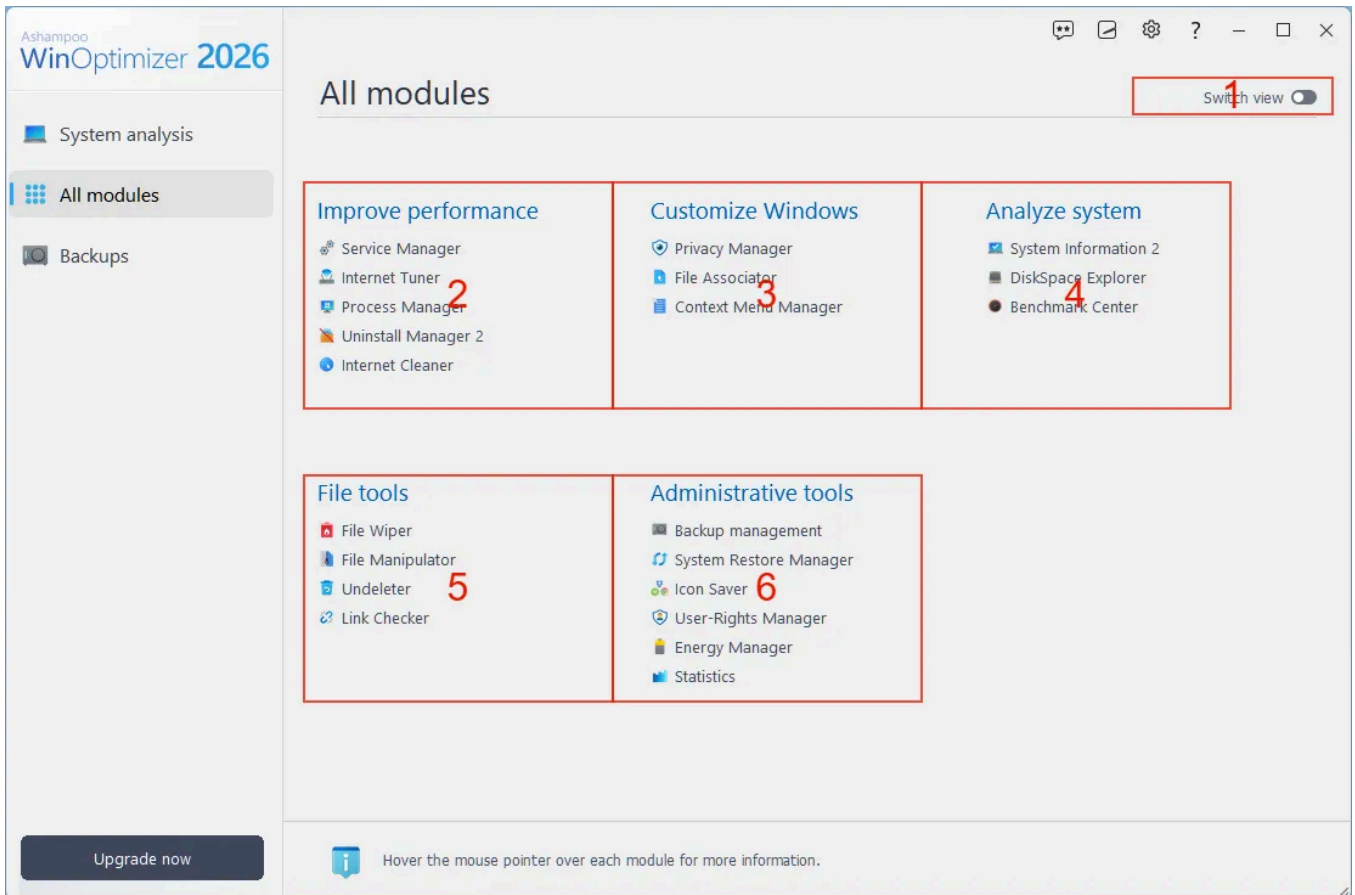 Ashampoo
WinOptimizer 2026
System analysis
All modules
Backups
Upgrade now
All modules
Switch view
1
Improve performance
Service Manager
Internet Tuner
Process Manager
Uninstall Manager 2
Internet Cleaner
2
Customize Windows
Privacy Manager
File Associator
Context Menu Manager
3
Analyze system
System Information 2
DiskSpace Explorer
Benchmark Center
4
File tools
File Wiper
File Manipulator
Undeleter
Link Checker
5
Administrative tools
Backup management
System Restore Manager
Icon Saver
User-Rights Manager
Energy Manager
Statistics
6
Hover the mouse pointer over each module for more information.